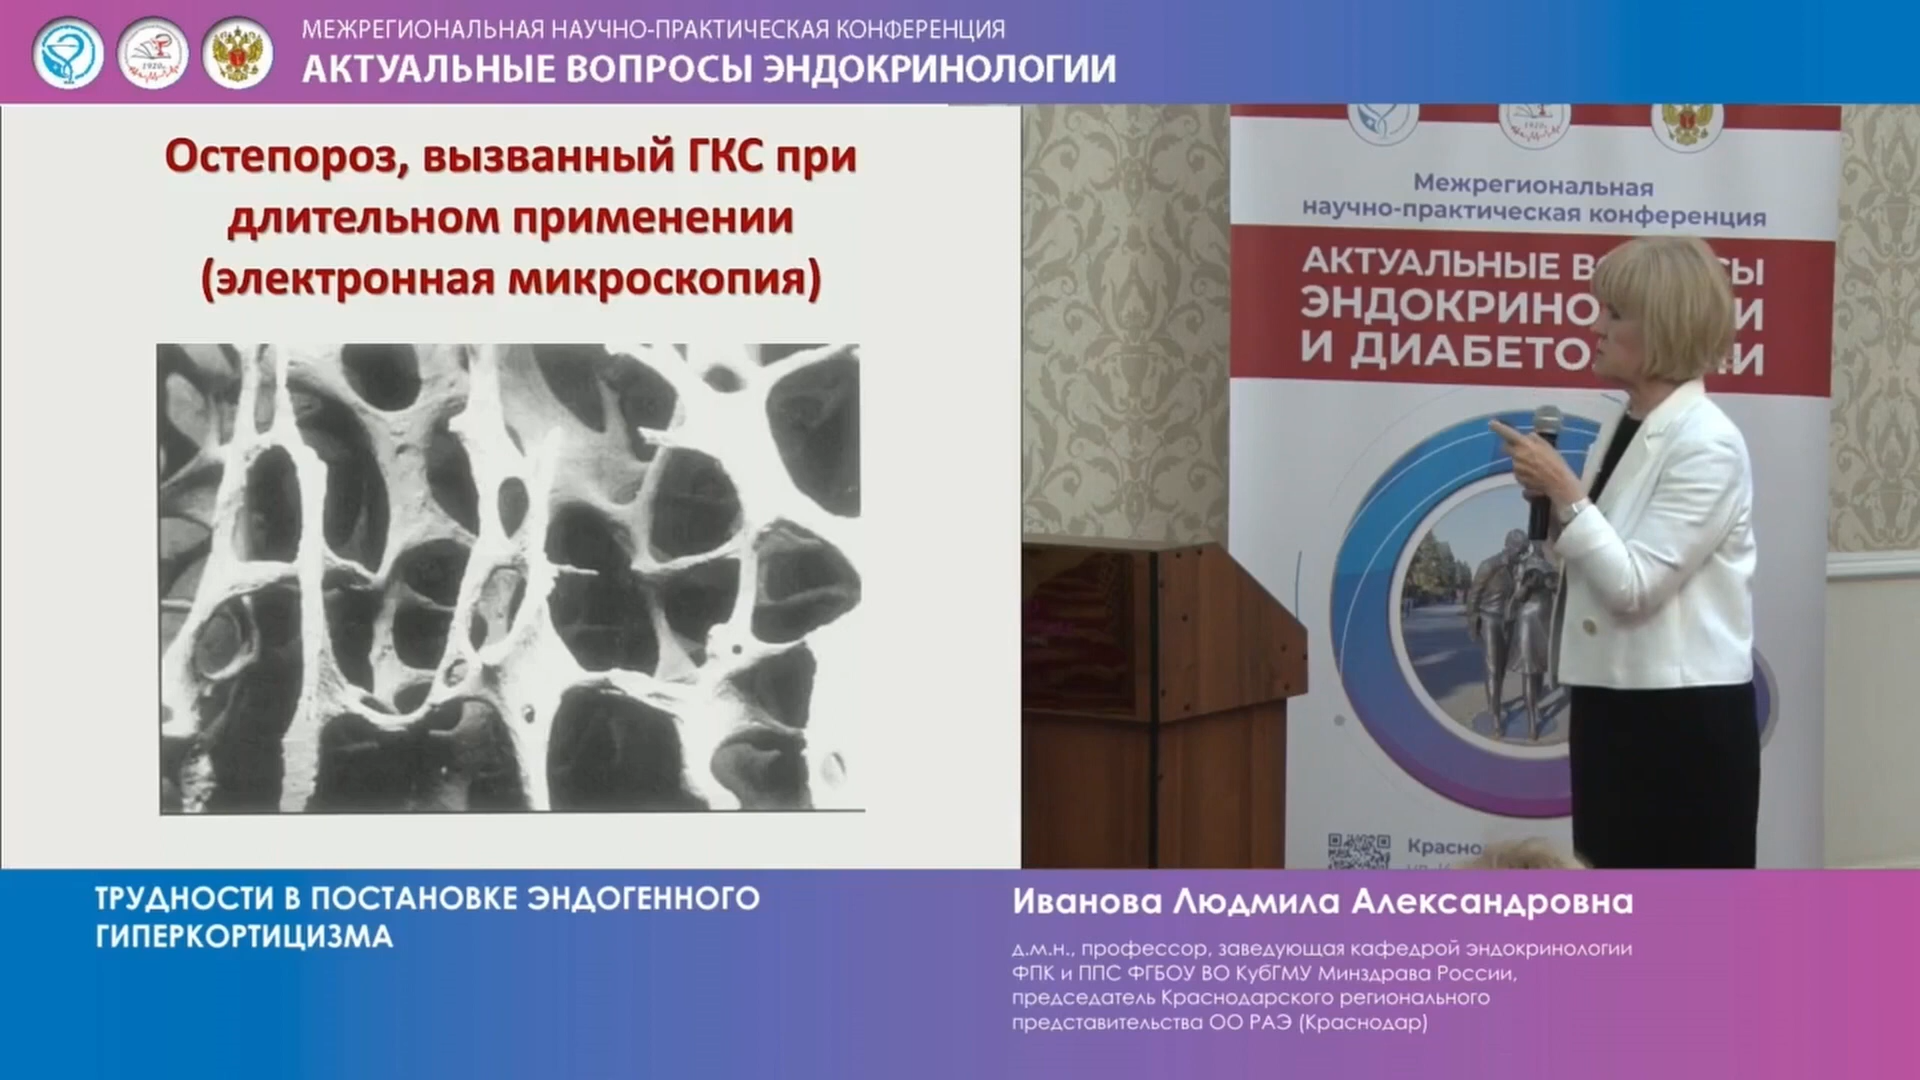 МЕЖРЕГИОНАЛЬНАЯ НАУЧНО-ПРАКТИЧЕСКАЯ КОНФЕРЕНЦИЯ
АКТУАЛЬНЫЕ ВОПРОСЫ ЭНДОКРИНОЛОГИИ
Остепороз, вызванный ГКС при
длительном применении
(электронная микроскопия)
Межрегиональная
научно-практическая конференция
АКТУАЛЬНЫЕ
И ДИАБЕТО
ТРУДНОСТИ В ПОСТАНОВКЕ ЭНДОГЕННОГО
ГИПЕРКОРТИЦИЗМА
Иванова Людмила Александровна
д.м.н., профессор, заведующая кафедрой эндокринологии
ФПК и ППС ФГБОУ ВО КубГМУ Минздрава России,
председатель Краснодарского регионального
представительства ОО РАЭ (Краснодар)